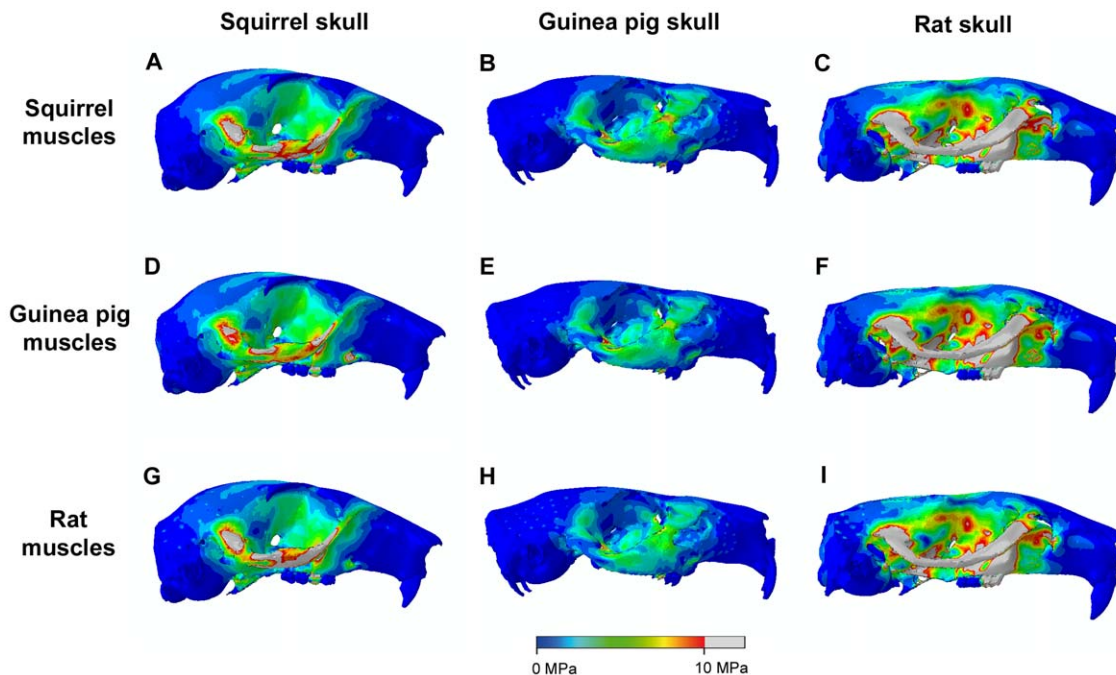 Squirrel skull
Guinea pig skull
Rat skull
A
B
C
Squirrel
muscles
D
E
F
Guinea pig
muscles
G
H
I
Rat
muscles
0 MPa
10 MPa